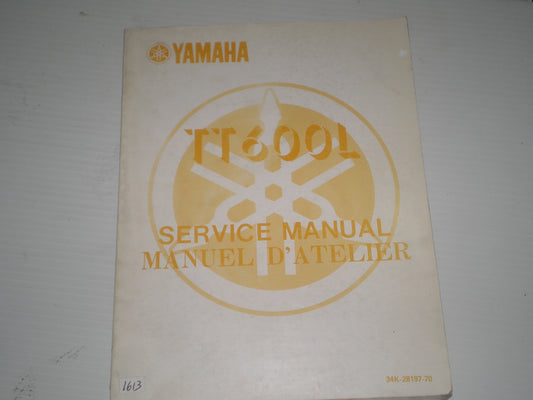 YAMAHA
TT600L
SERVICE MANUAL
MANUEL D'ATELIER
34K-28197-70
1613